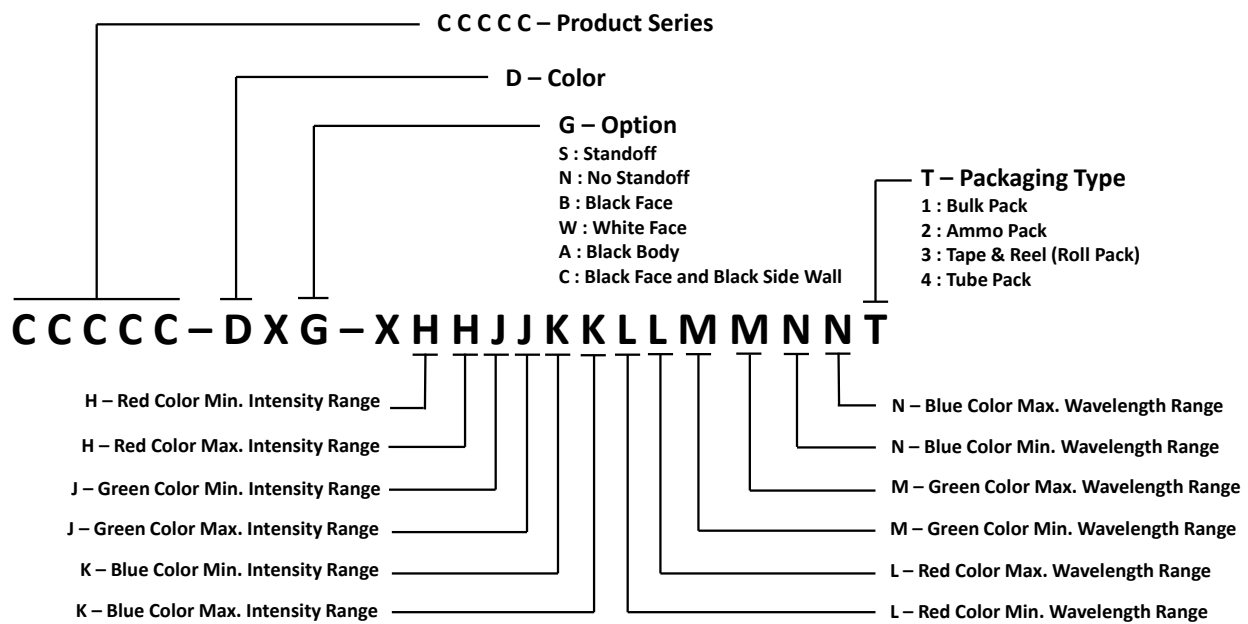 C C C C C – Product Series
D – Color
G – Option
S : Standoff
N : No Standoff
B : Black Face
W : White Face
A : Black Body
C : Black Face and Black Side Wall
T – Packaging Type
1 : Bulk Pack
2 : Ammo Pack
3 : Tape & Reel (Roll Pack)
4 : Tube Pack
C C C C C – D X G – X H H J J K K L L M M N N T
H – Red Color Min. Intensity Range
H – Red Color Max. Intensity Range
J – Green Color Min. Intensity Range
J – Green Color Max. Intensity Range
K – Blue Color Min. Intensity Range
K – Blue Color Max. Intensity Range
N – Blue Color Max. Wavelength Range
N – Blue Color Min. Wavelength Range
M – Green Color Max. Wavelength Range
M – Green Color Min. Wavelength Range
L – Red Color Max. Wavelength Range
L – Red Color Min. Wavelength Range